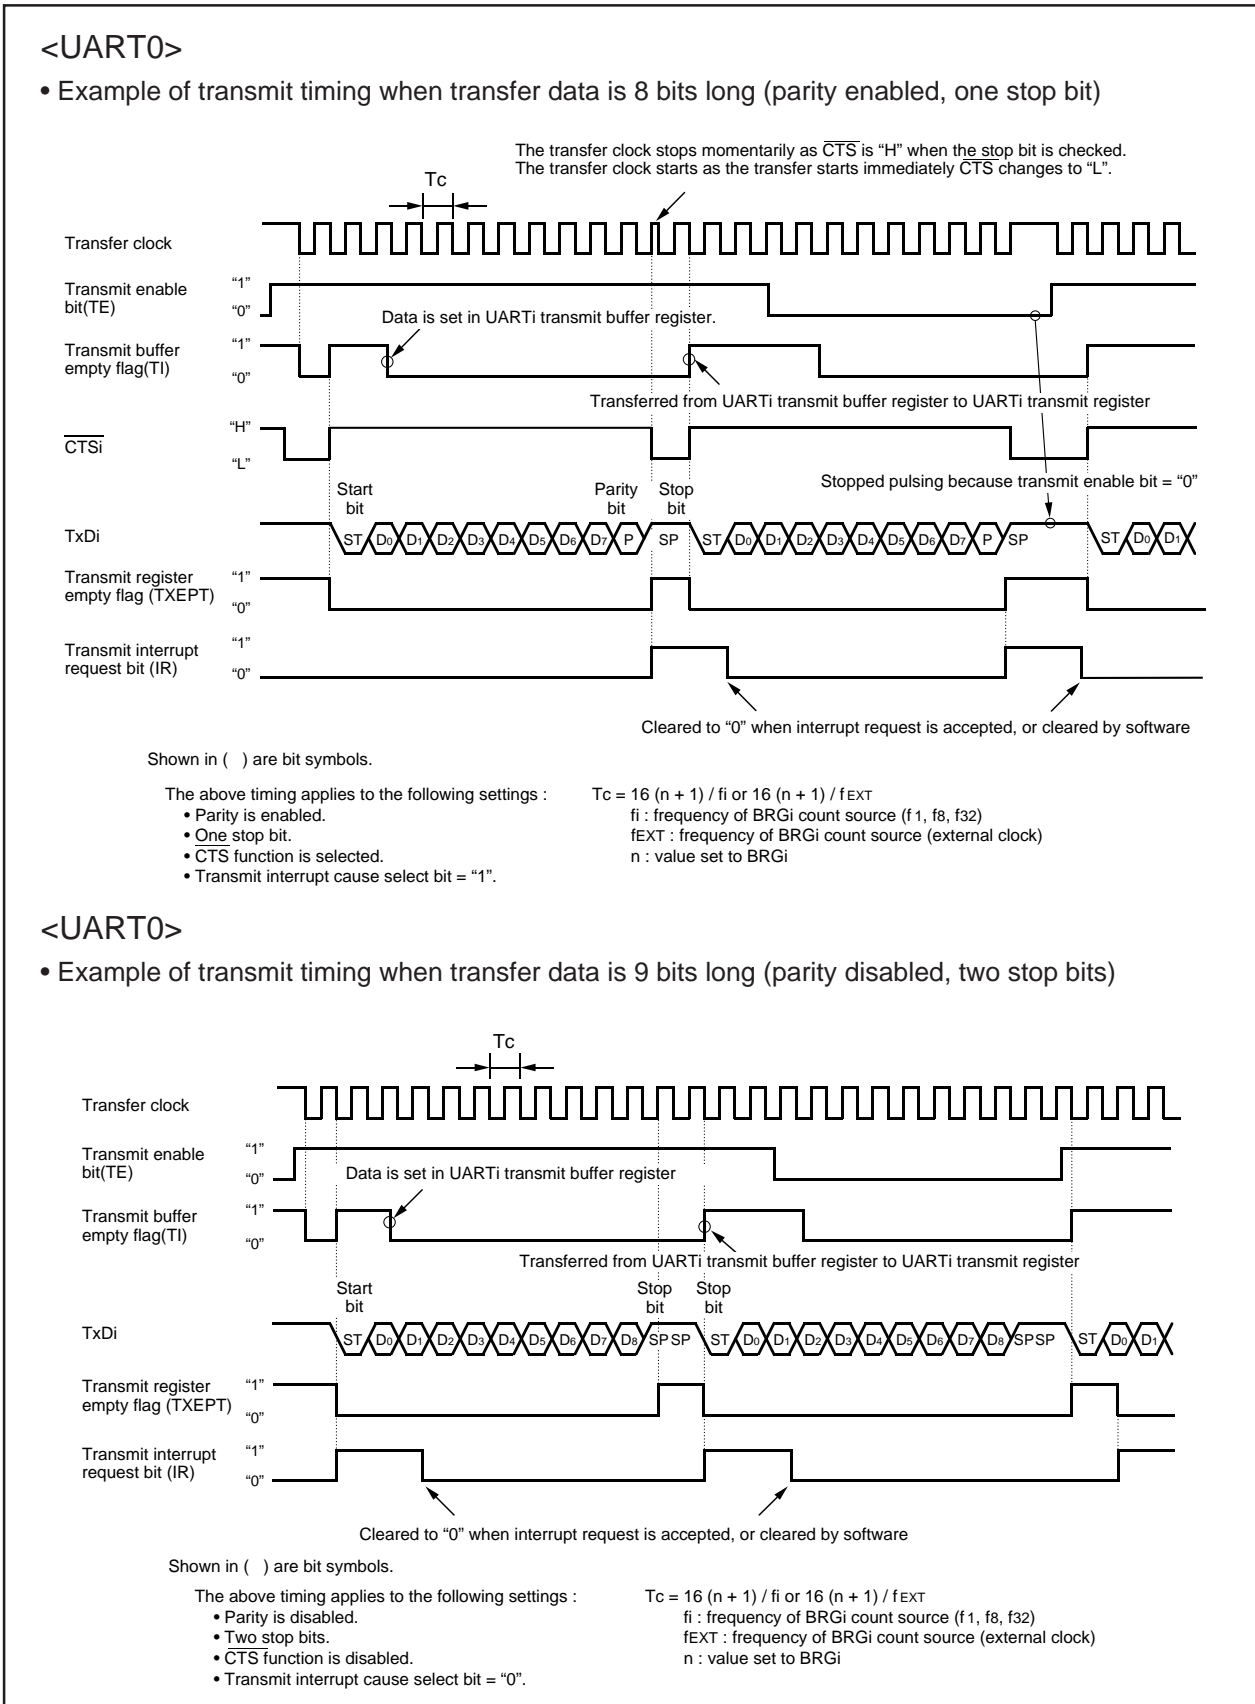 <UART0>
• Example of transmit timing when transfer data is 8 bits long (parity enabled, one stop bit)
The transfer clock stops momentarily as CTS is “H” when the stop bit is checked.
The transfer clock starts as the transfer starts immediately CTS changes to “L”.
Tc
Transfer clock
Transmit enable
bit(TE)
“1”
“0”
Data is set in UARTi transmit buffer register.
Transmit buffer
empty flag(TI)
“1”
“0”
Transferred from UARTi transmit buffer register to UARTi transmit register
CTSi
“H”
“L”
Stopped pulsing because transmit enable bit = “0”
Start
bit
Parity
bit
Stop
bit
TxDi
ST D0 D1 D2 D3 D4 D5 D6 D7 P SP ST D0 D1 D2 D3 D4 D5 D6 D7 P SP ST D0 D1
Transmit register
empty flag (TXEPT)
“1”
“0”
Transmit interrupt
request bit (IR)
“1”
“0”
Cleared to “0” when interrupt request is accepted, or cleared by software
Shown in ( ) are bit symbols.
The above timing applies to the following settings :
• Parity is enabled.
• One stop bit.
• CTS function is selected.
• Transmit interrupt cause select bit = “1”.
Tc = 16 (n + 1) / fi or 16 (n + 1) / fEXT
fi : frequency of BRGi count source (f1, f8, f32)
fEXT : frequency of BRGi count source (external clock)
n : value set to BRGi
<UART0>
• Example of transmit timing when transfer data is 9 bits long (parity disabled, two stop bits)
Tc
Transfer clock
Transmit enable
bit(TE)
“1”
“0”
Data is set in UARTi transmit buffer register
Transmit buffer
empty flag(TI)
“1”
“0”
Transferred from UARTi transmit buffer register to UARTi transmit register
Start
bit
Stop
bit
Stop
bit
TxDi
ST D0 D1 D2 D3 D4 D5 D6 D7 D8 SP SP ST D0 D1 D2 D3 D4 D5 D6 D7 D8 SP SP ST D0 D1
Transmit register
empty flag (TXEPT)
“1”
“0”
Transmit interrupt
request bit (IR)
“1”
“0”
Cleared to “0” when interrupt request is accepted, or cleared by software
Shown in ( ) are bit symbols.
The above timing applies to the following settings :
• Parity is disabled.
• Two stop bits.
• CTS function is disabled.
• Transmit interrupt cause select bit = “0”.
Tc = 16 (n + 1) / fi or 16 (n + 1) / fEXT
fi : frequency of BRGi count source (f1, f8, f32)
fEXT : frequency of BRGi count source (external clock)
n : value set to BRGi